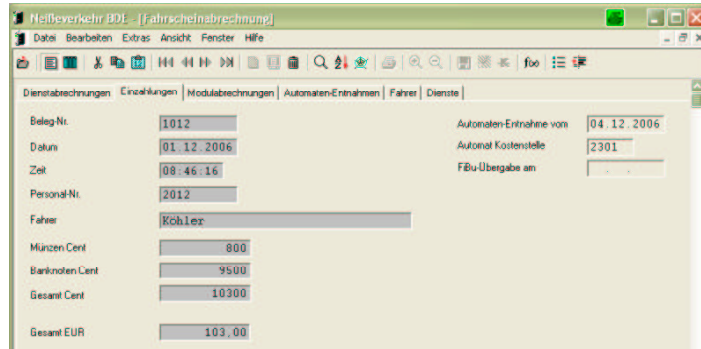 Neißeverkehr BDE - [Fahrscheinabrechnung]
Datei Bearbeiten Extras Ansicht Fenster Hilfe
Dienstabrechnungen Einzahlungen Modulabrechnungen Automaten-Entnahmen Fahrer Dienste
Beleg-Nr. 1012 Automaten-Entnahme vom 04.12.2006
Datum 01.12.2006 Automat Kostenstelle 2301
Zeit 08:46:16 FiBu-Übergabe am . .
Personal-Nr. 2012
Fahrer Köhler
Münzen Cent 800
Banknoten Cent 9500
Gesamt Cent 10300
Gesamt EUR 103,00